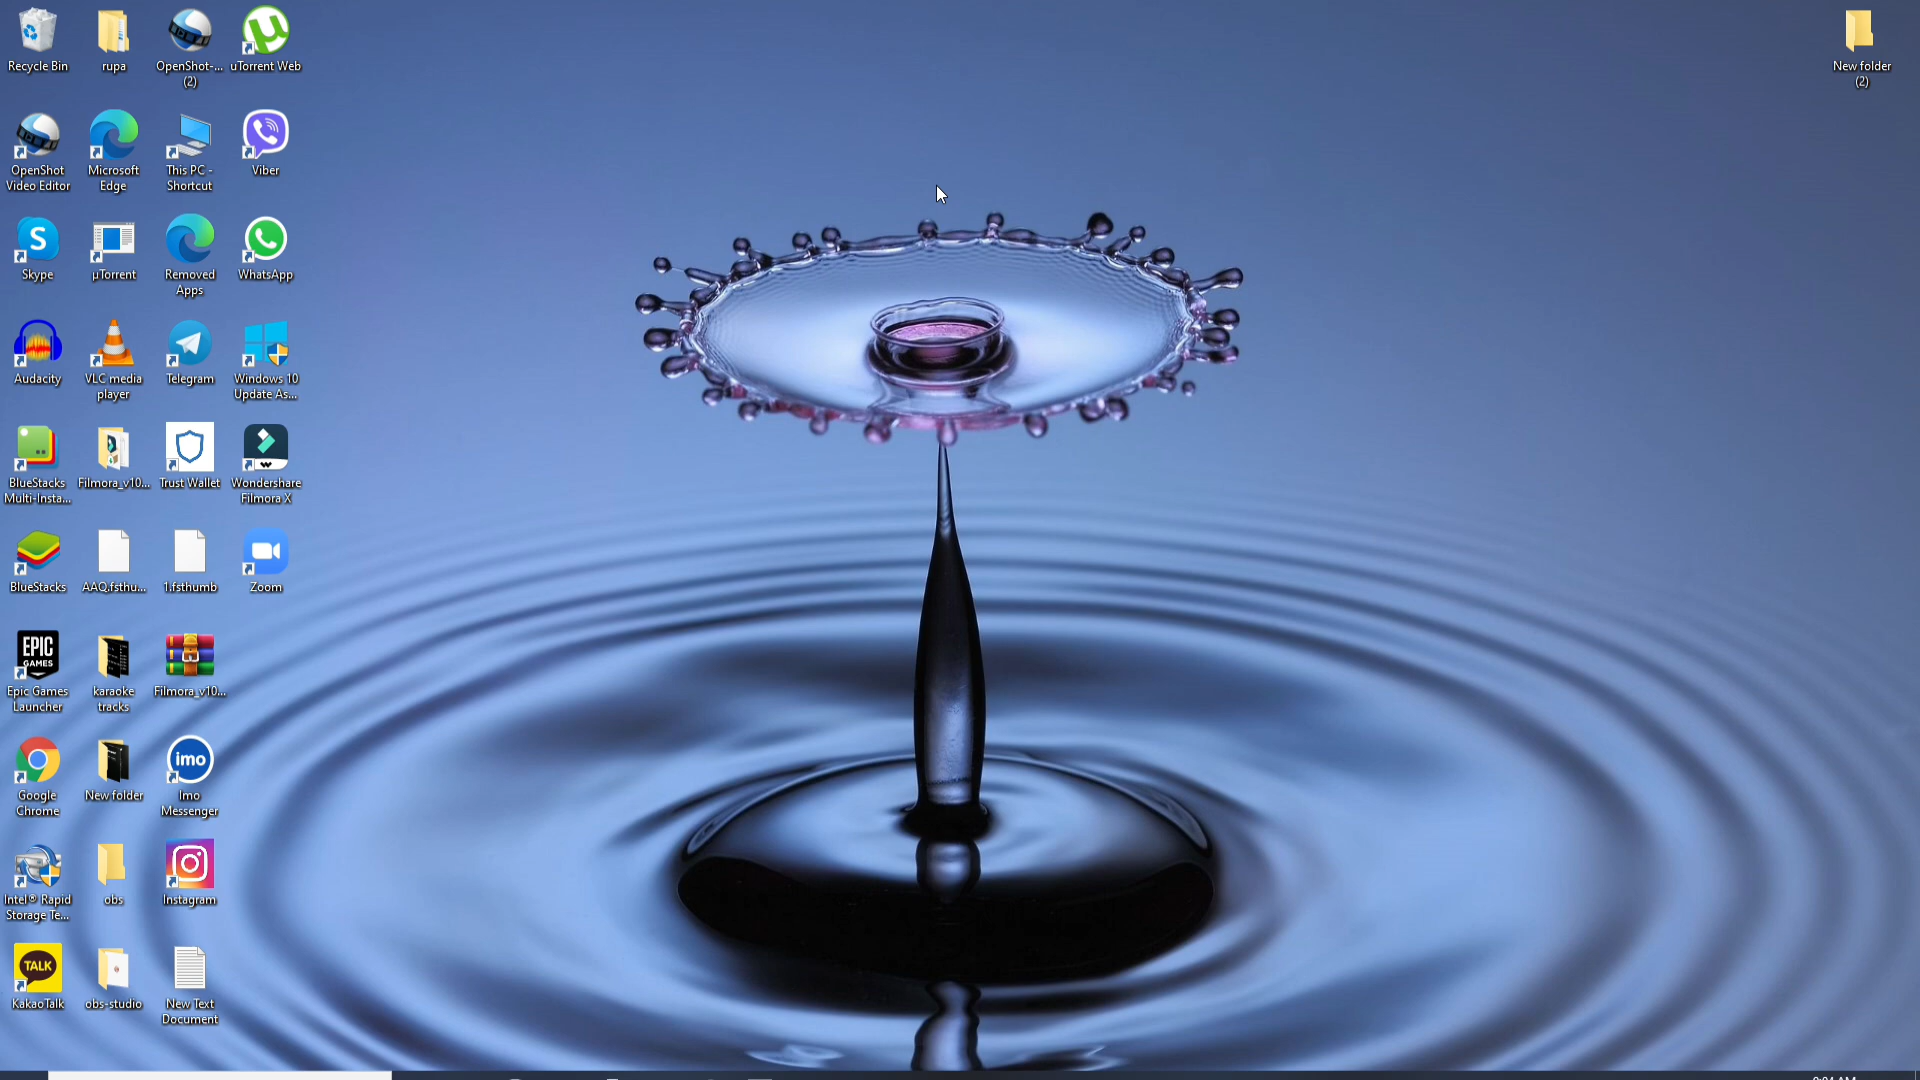 Recycle Bin
rupa
OpenShot-...
(2)
uTorrent Web
New folder
(2)
OpenShot
Video Editor
Microsoft
Edge
This PC -
Shortcut
Viber
S
Skype
µTorrent
Removed
Apps
WhatsApp
Audacity
VLC media
player
Telegram
Windows 10
Update As...
BlueStacks
Multi-Insta...
Filmora_v10...
Trust Wallet
Wondershare
Filmora X
BlueStacks
AAQ.fsthu...
1.fsthumb
Zoom
EPIC
GAMES
Epic Games
Launcher
karaoke
tracks
Filmora_v10...
Google
Chrome
New folder
imo
Imo
Messenger
Intel® Rapid
Storage Te...
obs
Instagram
TALK
KakaoTalk
obs-studio
New Text
Document